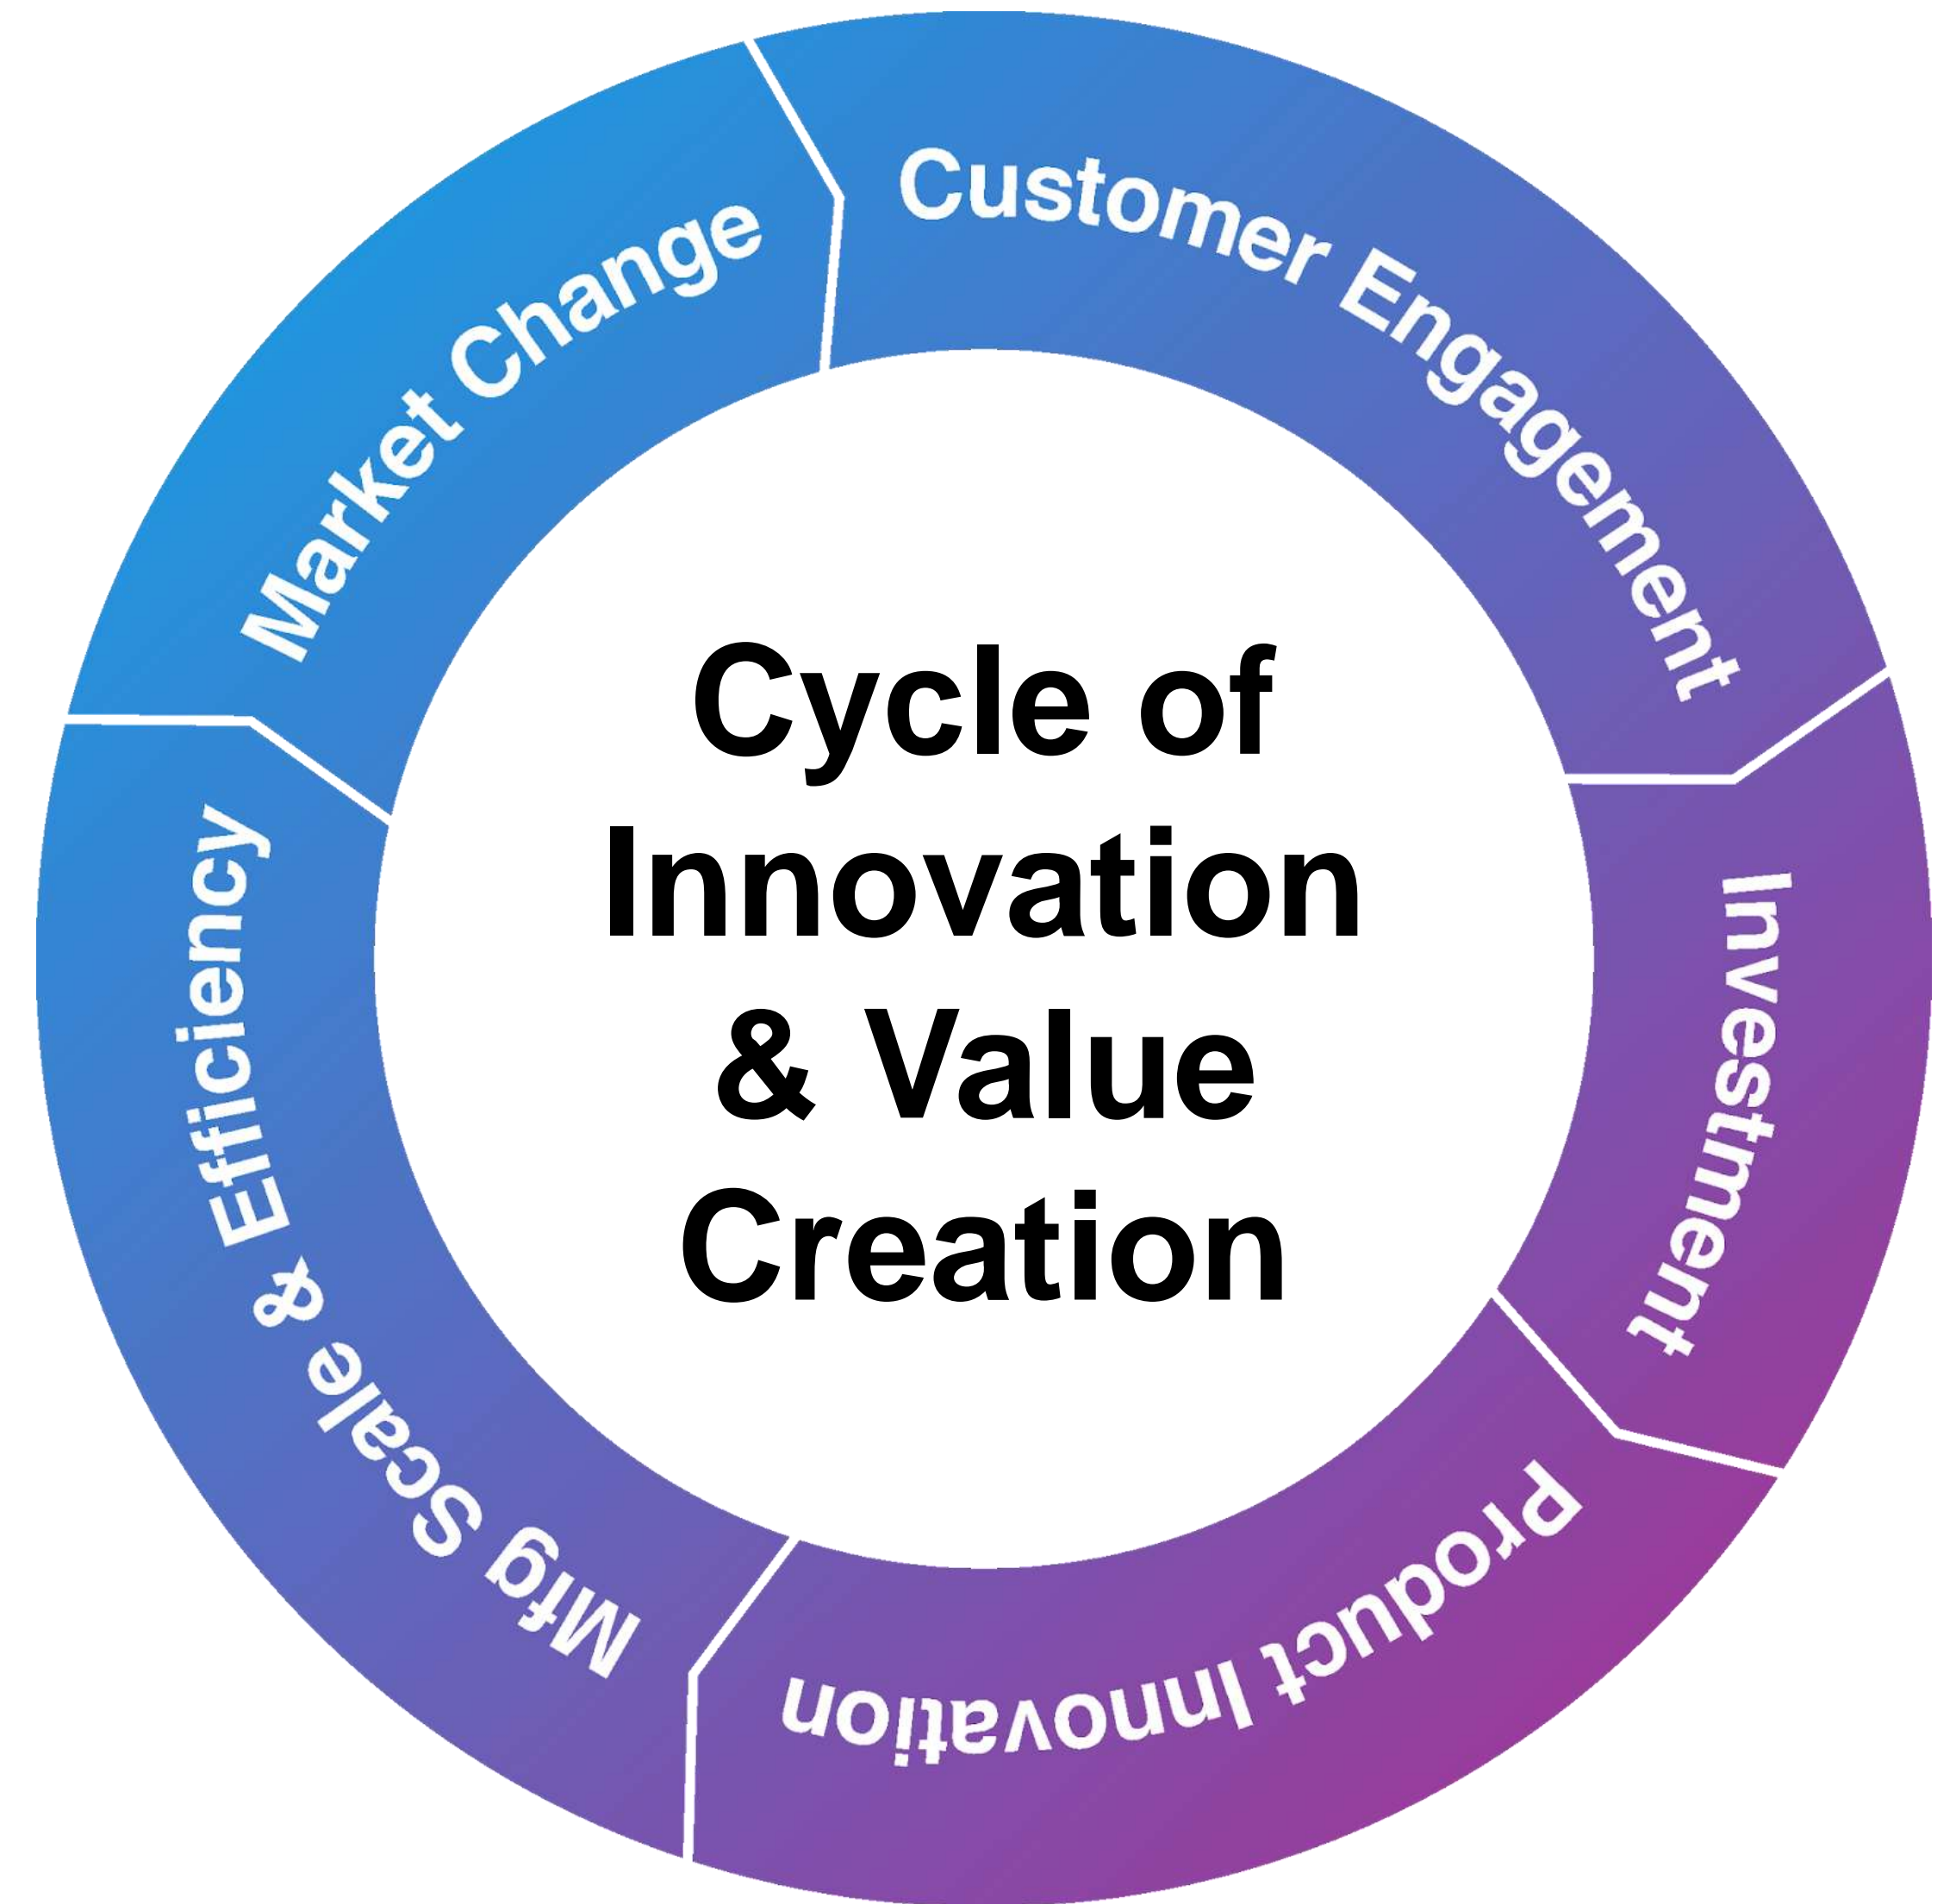 Market Change
Customer Engagement
Investment
Product Innovation
Mfg Scale & Efficiency
Cycle of
Innovation
& Value
Creation